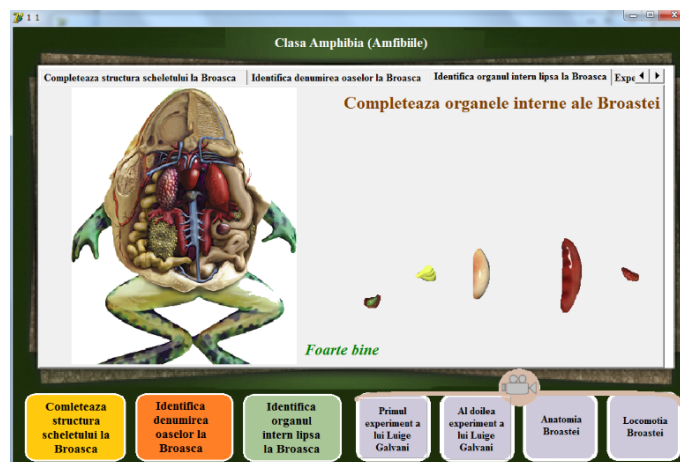 1 1
Clasa Amphibia (Amfibiile)
Completeaza structura scheletului la Broasca
Identifica denumirea oaselor la Broasca
Identifica organul intern lipsa la Broasca
Expe
Completeaza organele interne ale Broastei
Foarte bine
Comleteaza
structura
scheletului la
Broasca
Identifica
denumirea
oaselor la
Broasca
Identifica
organul
intern lipsa
la Broasca
Primul
experiment a
lui Luige
Galvani
Al doilea
experiment a
lui Luige
Galvani
Anatomia
Broastei
Locomotia
Broastei